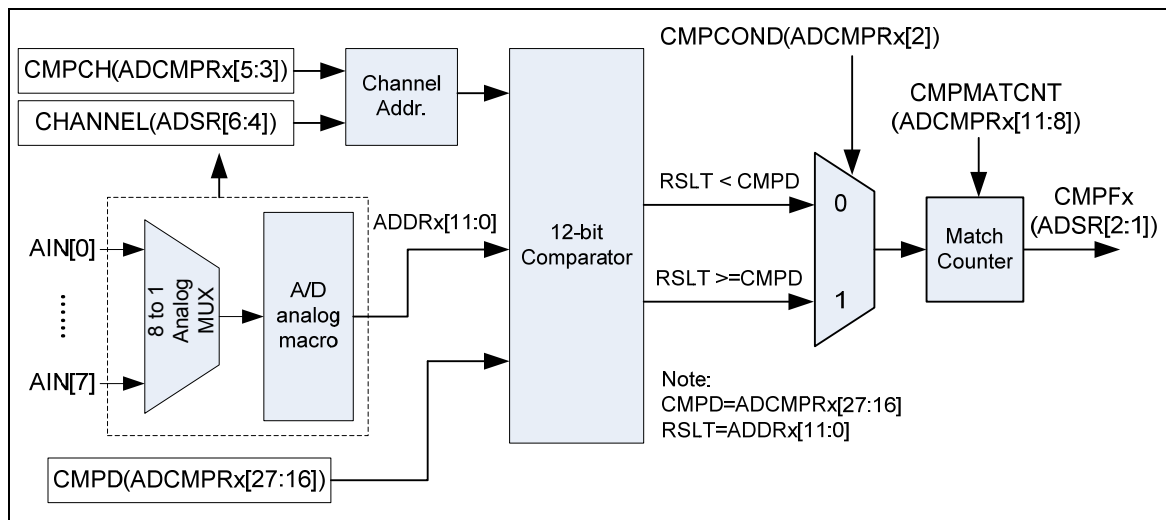 CMPCOND(ADCMPRx[2])
CMPCH(ADCMPRx[5:3])
CHANNEL(ADSR[6:4])
Channel
Addr.
CMPMATCNT
(ADCMPRx[11:8])
AIN[0]
......
AIN[7]
8 to 1
Analog
MUX
A/D
analog
macro
ADDRx[11:0]
12-bit
Comparator
RSLT < CMPD
RSLT >=CMPD
0
1
Match
Counter
CMPFx
(ADSR[2:1])
Note:
CMPD=ADCMPRx[27:16]
RSLT=ADDRx[11:0]
CMPD(ADCMPRx[27:16])